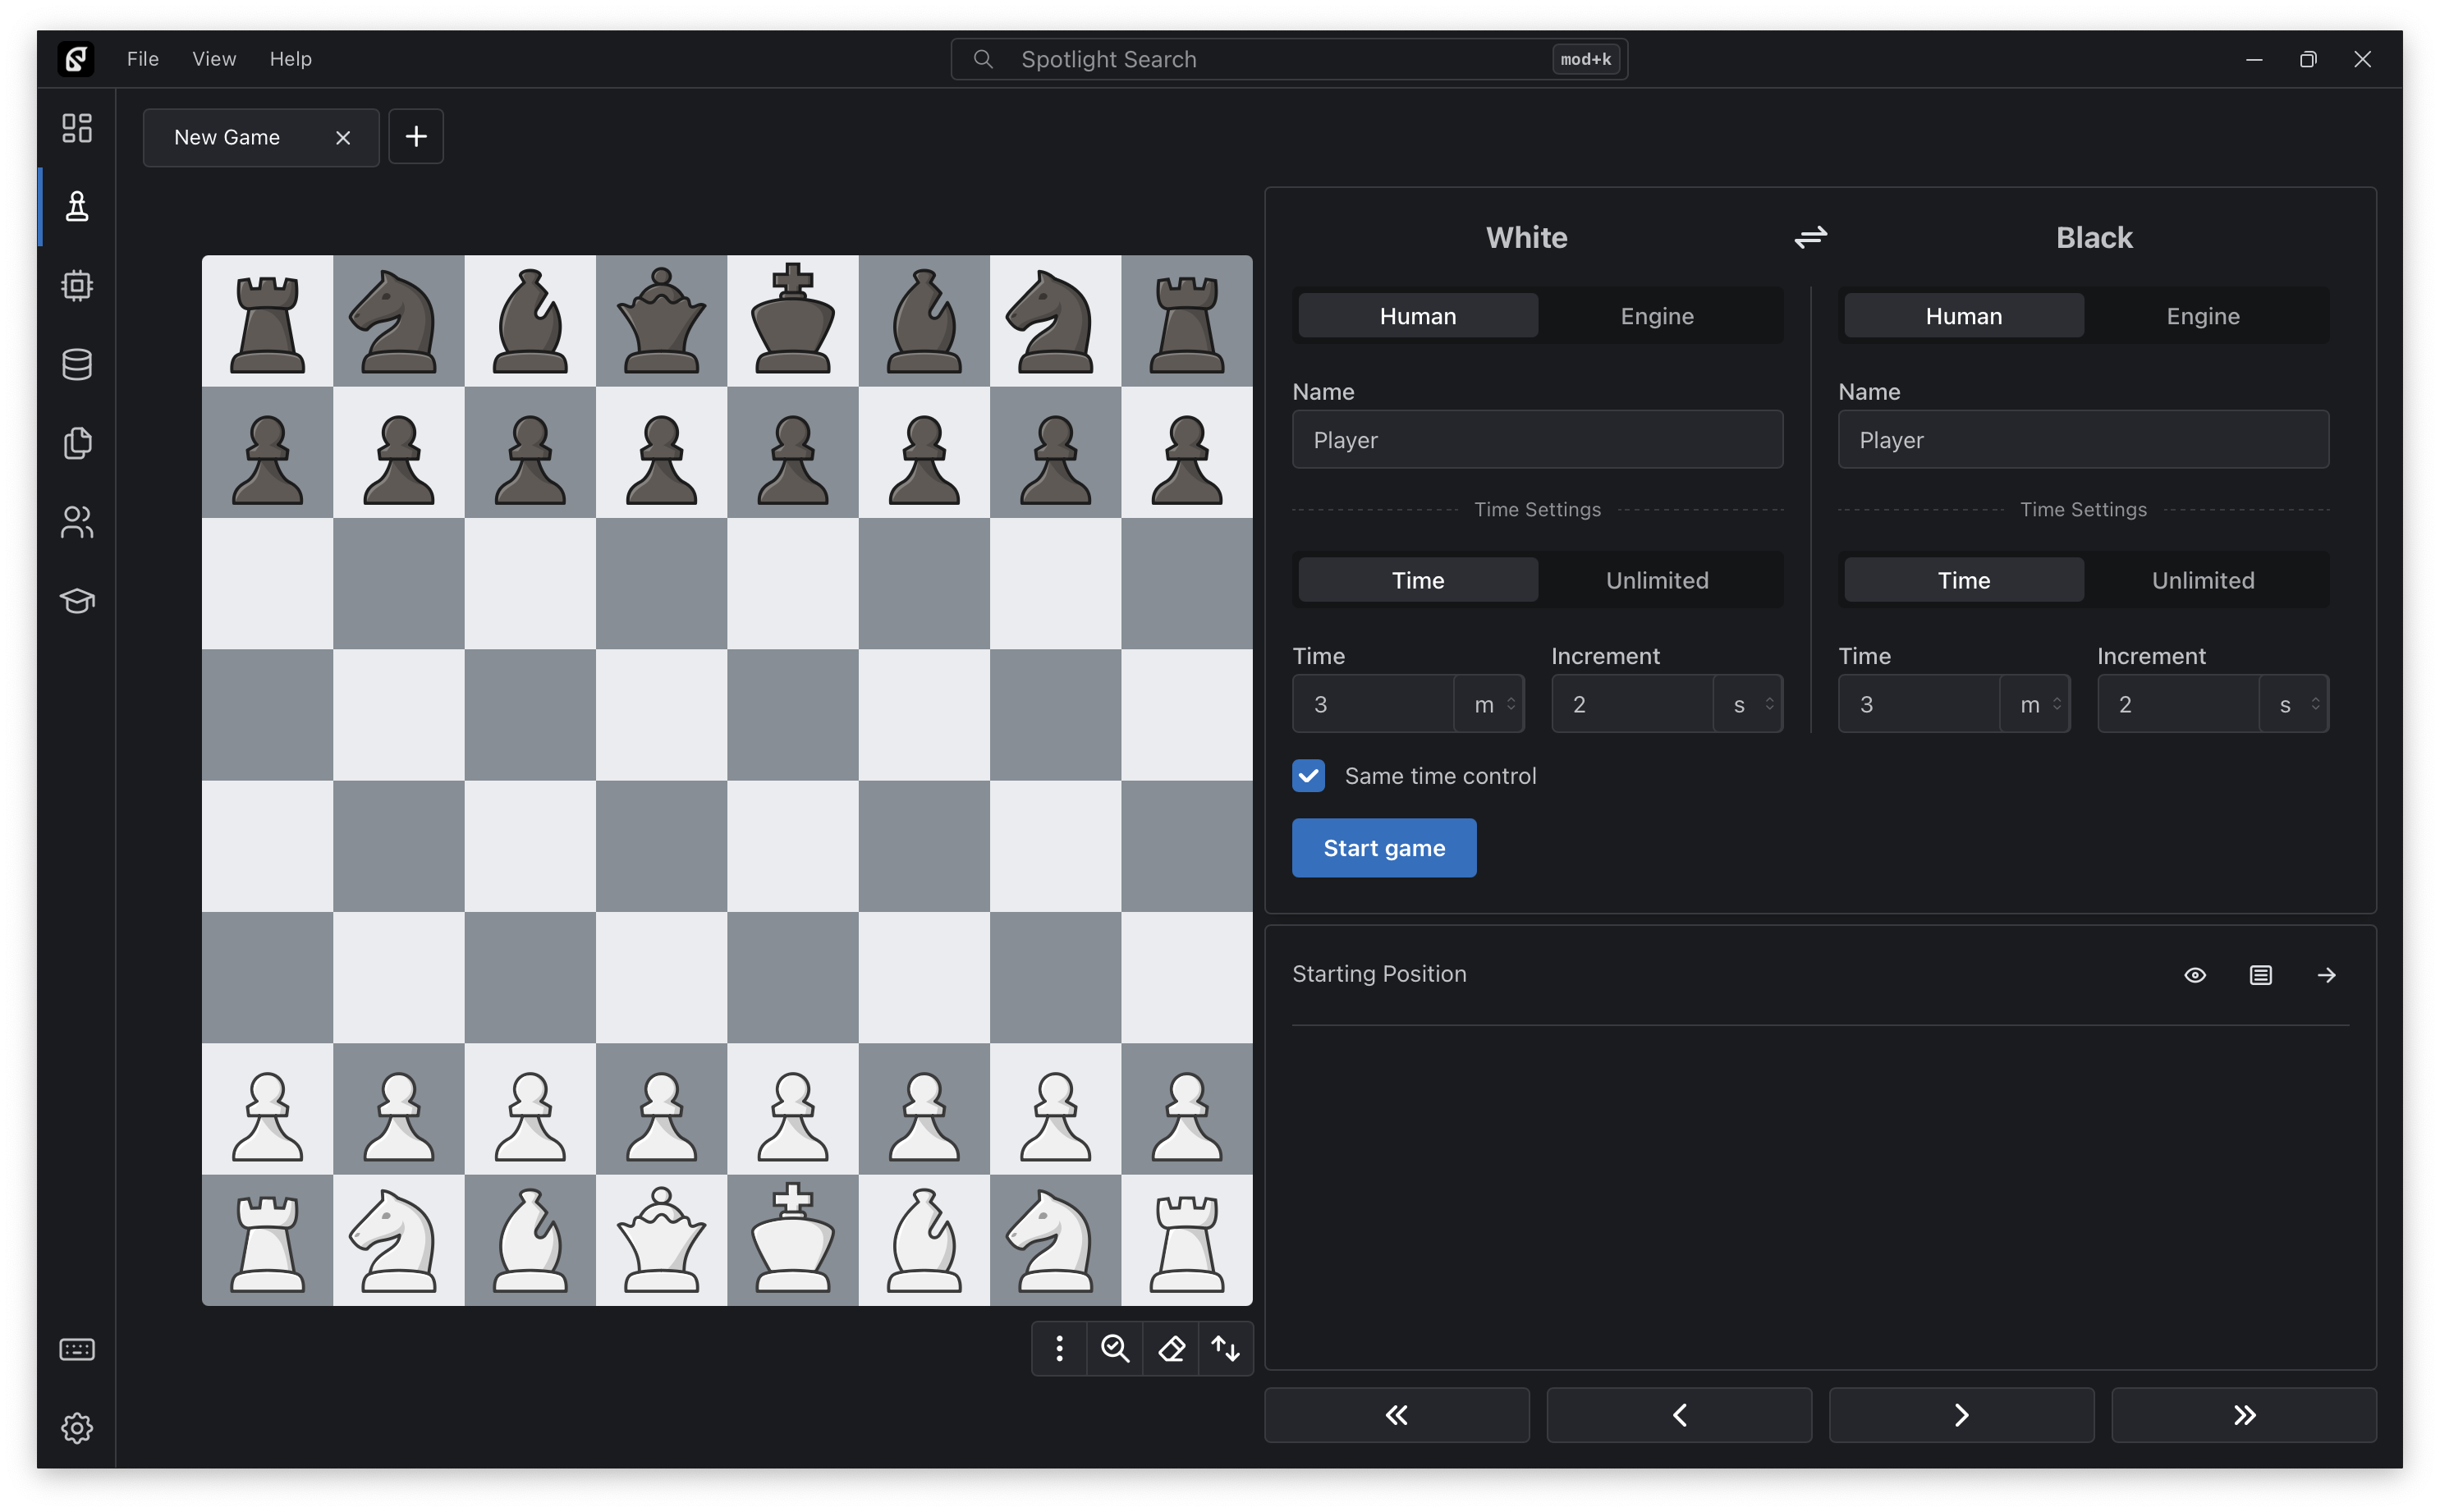 File View Help
Spotlight Search mod+k
New Game
White Black
Human Engine Human Engine
Name Name
Player Player
Time Settings Time Settings
Time Unlimited Time Unlimited
Time Increment Time Increment
3 m 2 s 3 m 2 s
Same time control
Start game
Starting Position